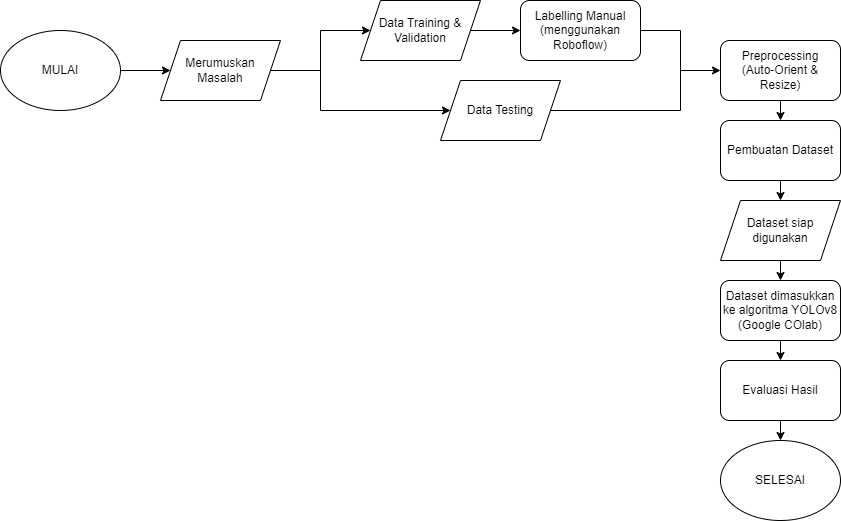 MULAI
Merumuskan
Masalah
Data Training &
Validation
Labelling Manual
(menggunakan
Roboflow)
Data Testing
Preprocessing
(Auto-Orient &
Resize)
Pembuatan Dataset
Dataset siap
digunakan
Dataset dimasukkan
ke algoritma YOLOv8
(Google COlab)
Evaluasi Hasil
SELESAI